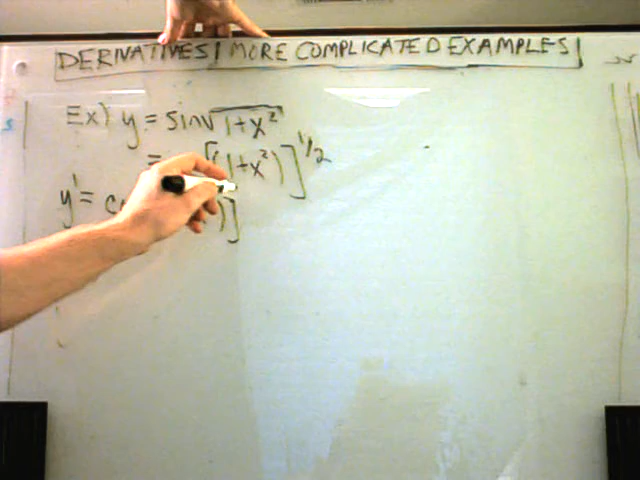 DERIVATIVES | MORE COMPLICATED EXAMPLES |
Ex) y = sin√1+x²
= [(1+x²)]^1/2
y' = c )]